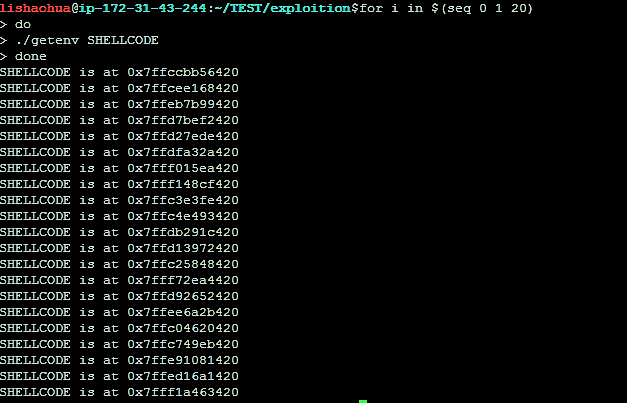 lishaohua@ip-172-31-43-244:~/TEST/exploition$for i in $(seq 0 1 20)
> do
> ./getenv SHELLCODE
> done
SHELLCODE is at 0x7ffccbb56420
SHELLCODE is at 0x7ffcee168420
SHELLCODE is at 0x7ffeb7b99420
SHELLCODE is at 0x7ffd7bef2420
SHELLCODE is at 0x7ffd27ede420
SHELLCODE is at 0x7ffdfa32a420
SHELLCODE is at 0x7fff015ea420
SHELLCODE is at 0x7fff148cf420
SHELLCODE is at 0x7ffc3e3fe420
SHELLCODE is at 0x7ffc4e493420
SHELLCODE is at 0x7ffdb291c420
SHELLCODE is at 0x7ffd13972420
SHELLCODE is at 0x7ffc25848420
SHELLCODE is at 0x7fff72ea4420
SHELLCODE is at 0x7ffd92652420
SHELLCODE is at 0x7ffee6a2b420
SHELLCODE is at 0x7ffc04620420
SHELLCODE is at 0x7ffc749eb420
SHELLCODE is at 0x7ffe91081420
SHELLCODE is at 0x7ffed16a1420
SHELLCODE is at 0x7fff1a463420